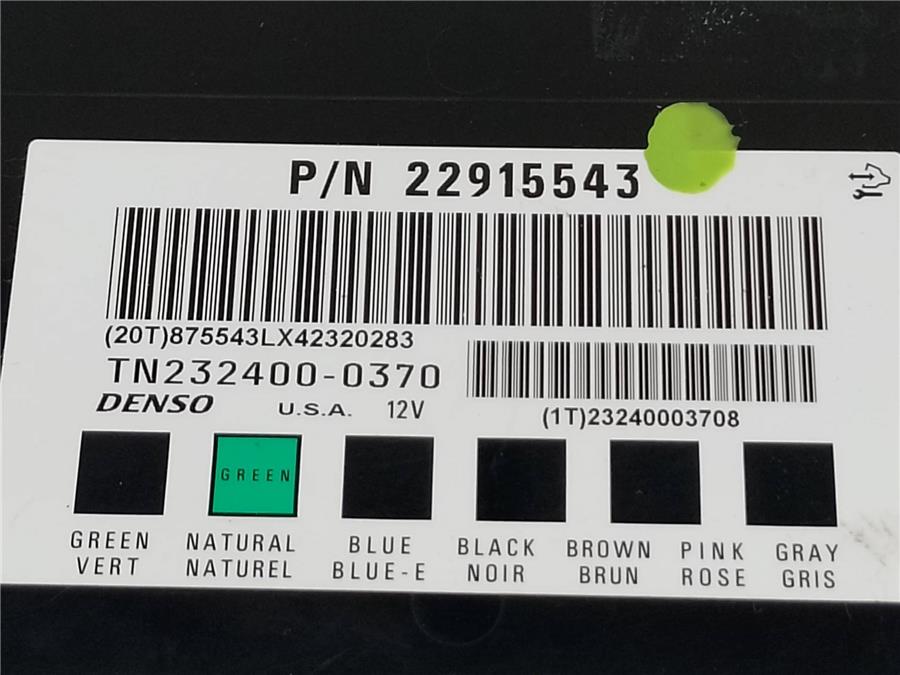 P/N 22915543
(20T)875543LX42320283
TN232400-0370
DENSO U.S.A. 12V
(1T)23240003708
GREEN
GREEN NATURAL BLUE BLACK BROWN PINK GRAY
VERT NATUREL BLUE-E NOIR BRUN ROSE GRIS